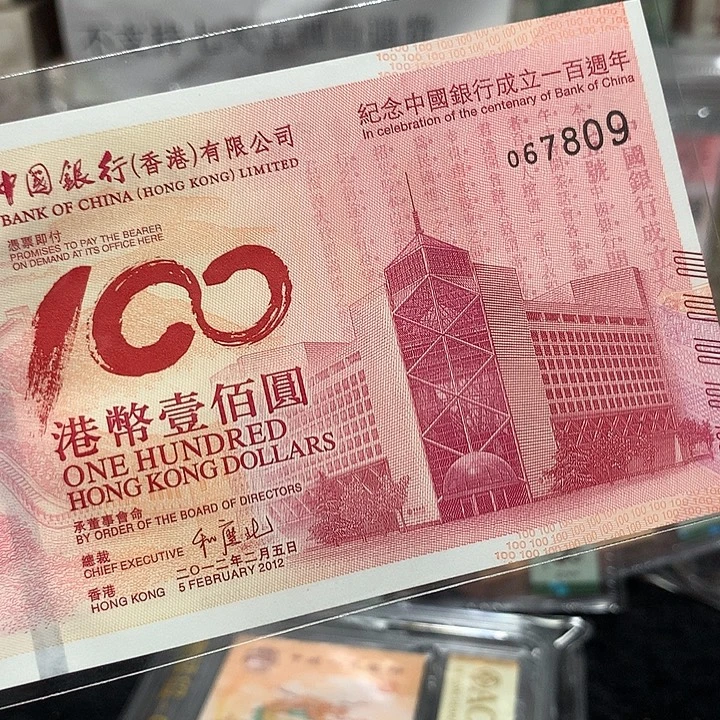 紀念中國銀行成立一百週年
In celebration of the centenary of Bank of China
067809
中國銀行(香港)有限公司
BANK OF CHINA (HONG KONG) LIMITED
憑票即付
PROMISES TO PAY THE BEARER
ON DEMAND AT ITS OFFICE HERE
100
港幣壹佰圓
ONE HUNDRED
HONG KONG DOLLARS
承董事會命
BY ORDER OF THE BOARD OF DIRECTORS
總裁
CHIEF EXECUTIVE
和廣北
二〇一二年二月五日
香港
HONG KONG
5 FEBRUARY 2012